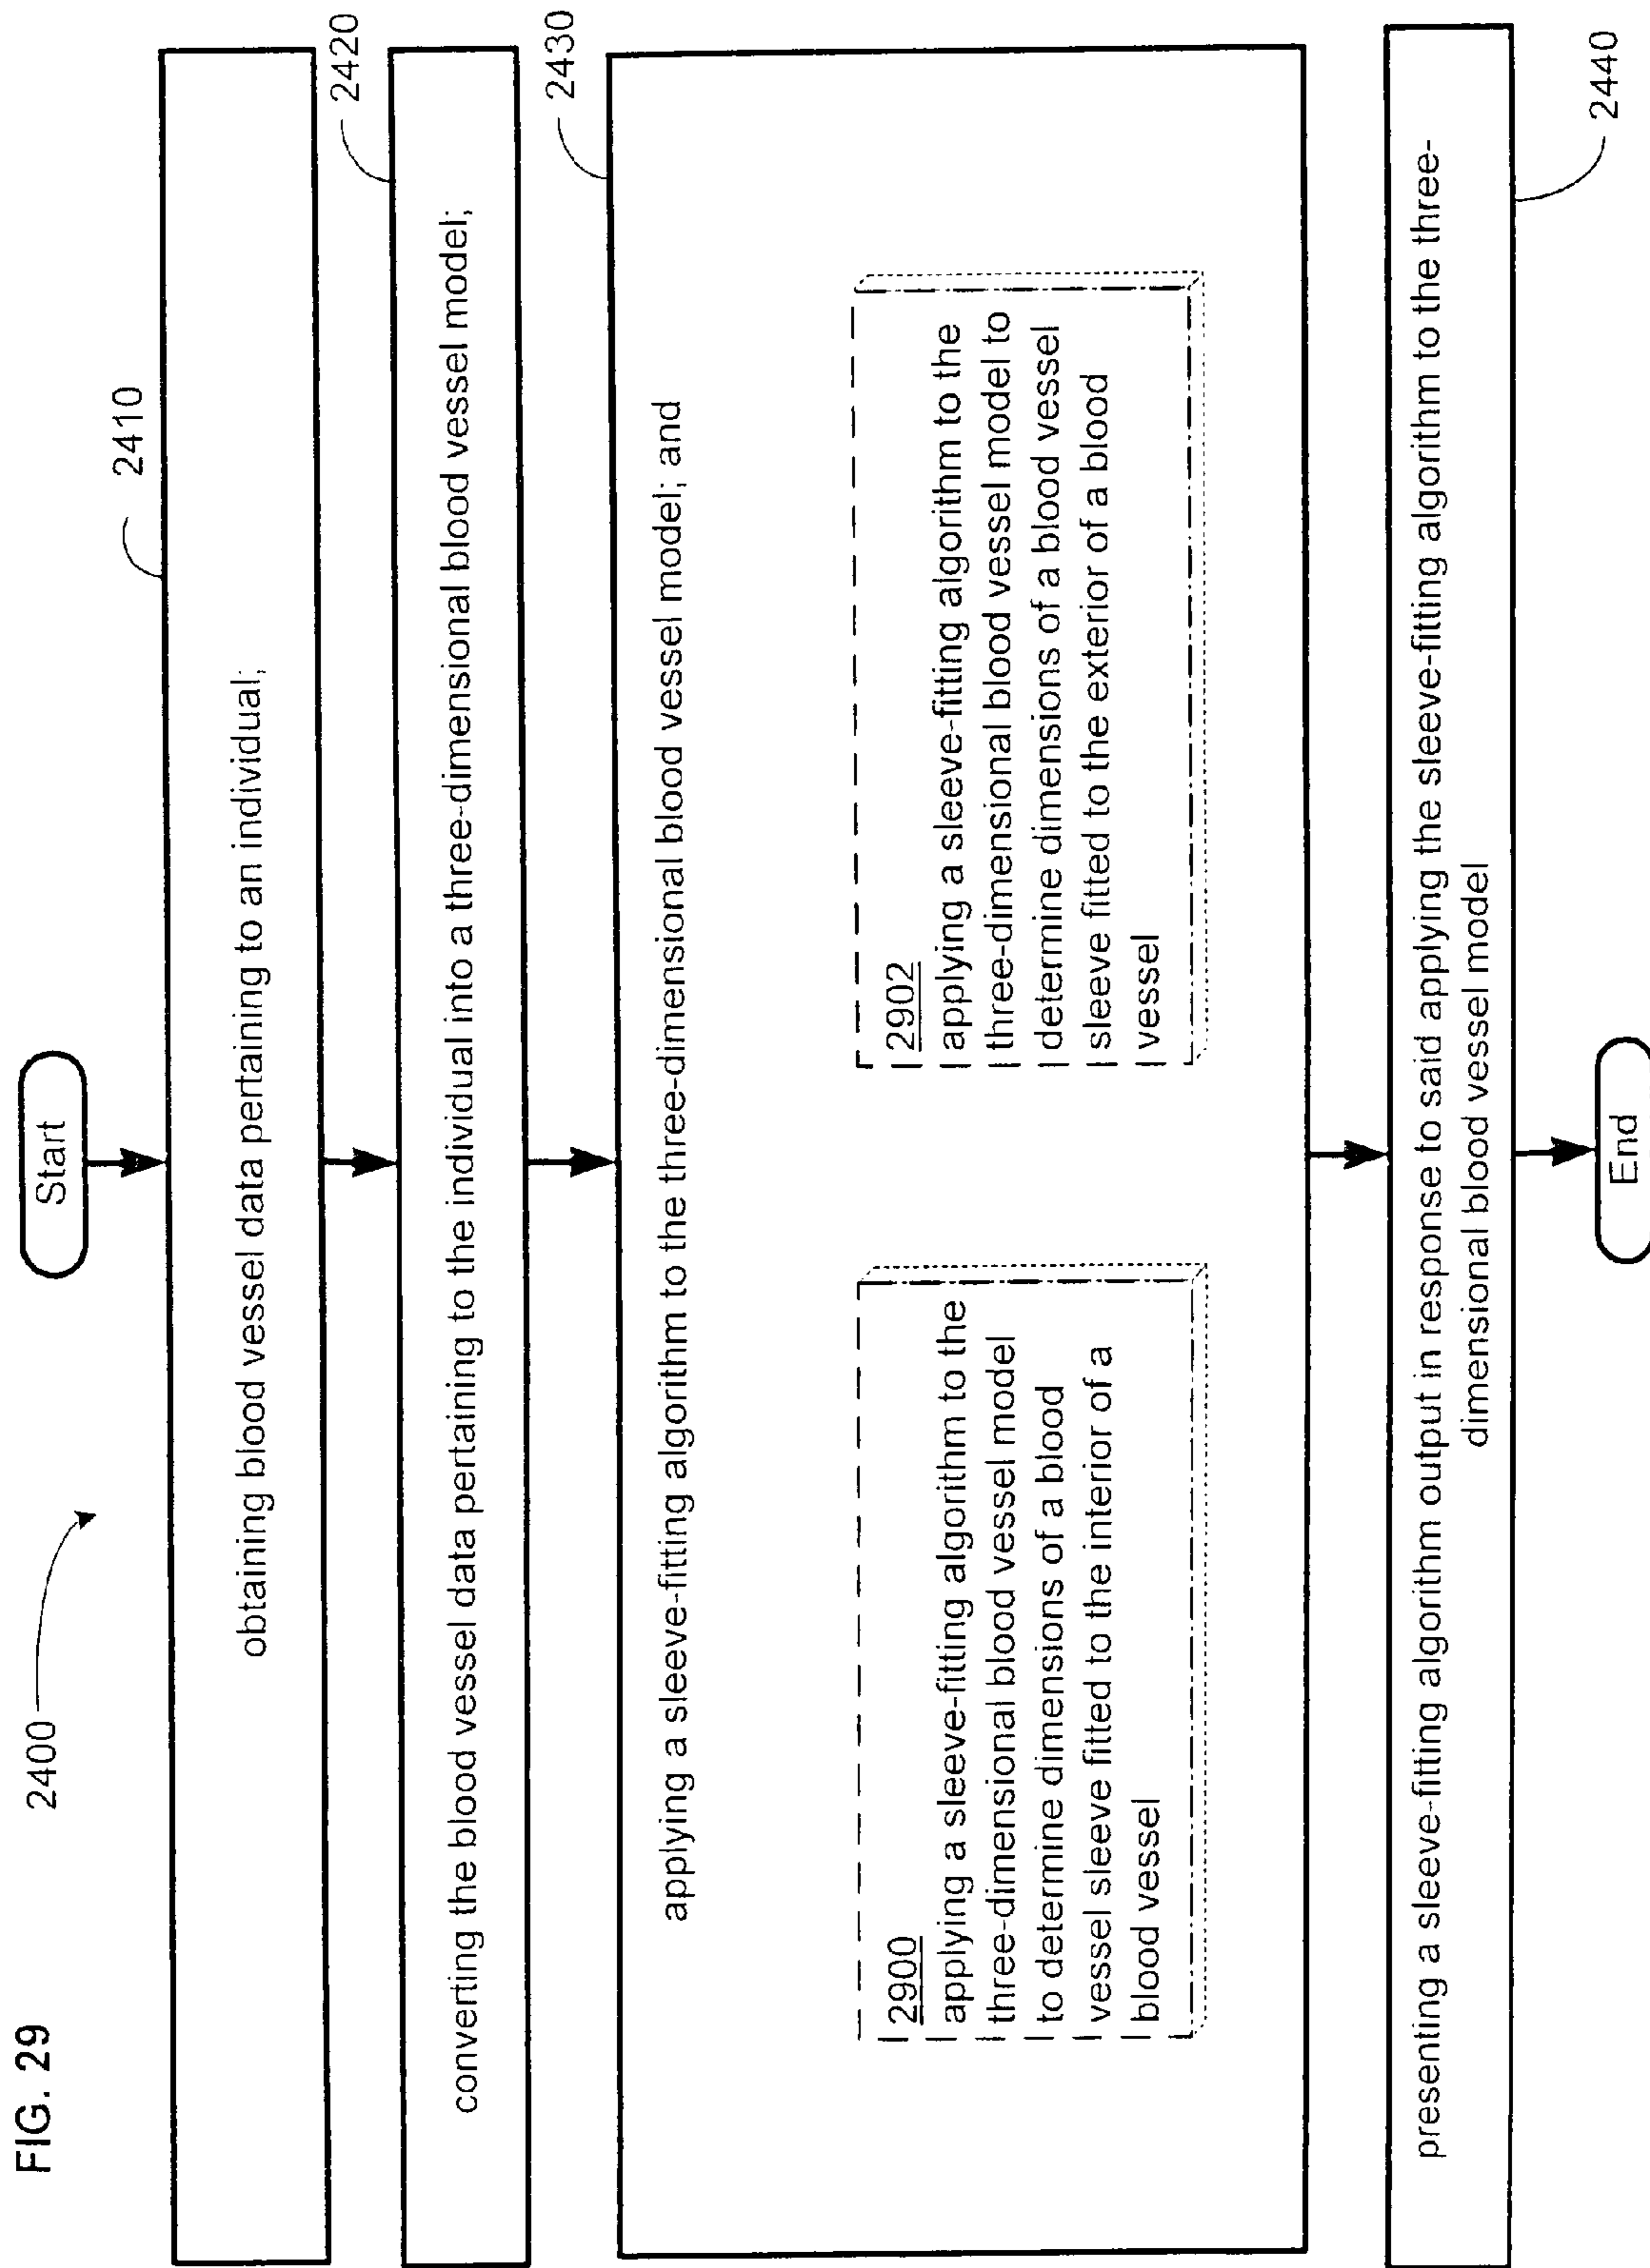 FIG. 29
2400
Start
2410
obtaining blood vessel data pertaining to an individual;
2420
converting the blood vessel data pertaining to the individual into a three-dimensional blood vessel model;
2430
applying a sleeve-fitting algorithm to the three-dimensional blood vessel model; and
2900
applying a sleeve-fitting algorithm to the
three-dimensional blood vessel model
to determine dimensions of a blood
vessel sleeve fitted to the interior of a
blood vessel
2902
applying a sleeve-fitting algorithm to the
three-dimensional blood vessel model to
determine dimensions of a blood vessel
sleeve fitted to the exterior of a blood
vessel
presenting a sleeve-fitting algorithm output in response to said applying the sleeve-fitting algorithm to the three-
dimensional blood vessel model
2440
End